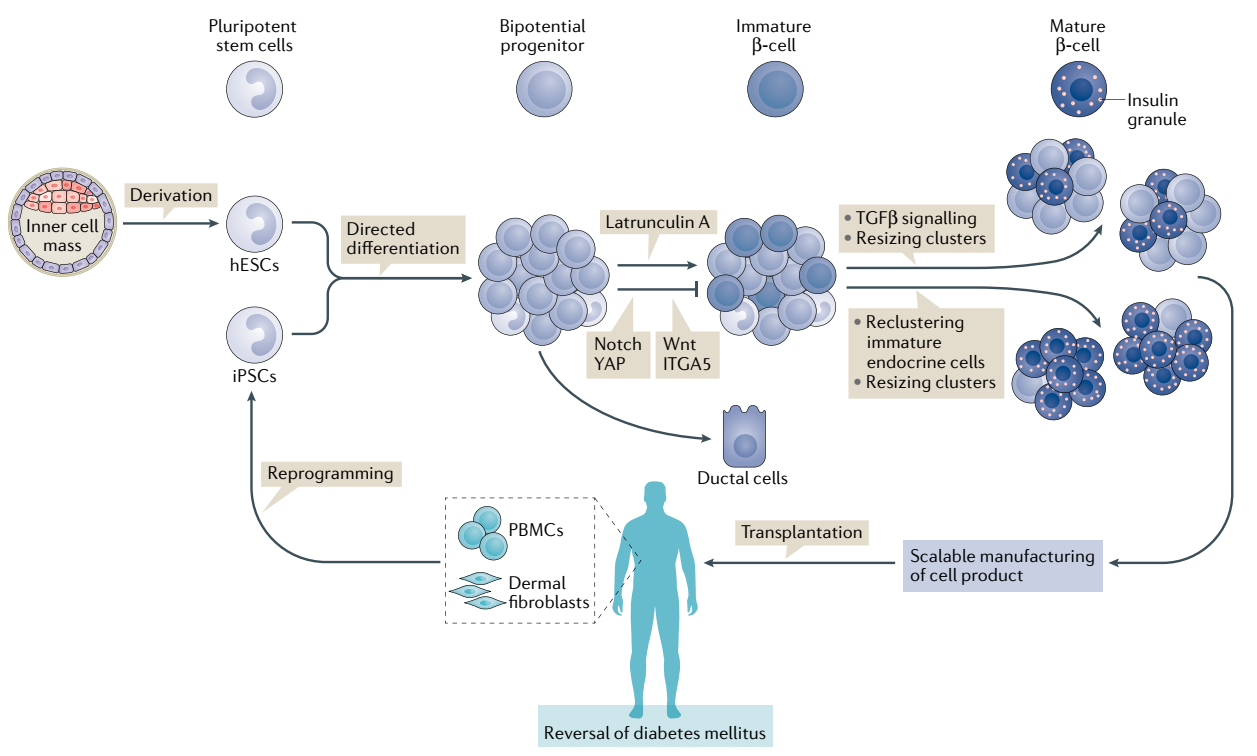 Pluripotent
stem cells
Bipotential
progenitor
Immature
β-cell
Mature
β-cell
Insulin
granule
Inner cell
mass
Derivation
hESCs
iPSCs
Directed
differentiation
Latrunculin A
Notch
YAP
Wnt
ITGA5
• TGFβ signalling
• Resizing clusters
• Reclustering
immature
endocrine cells
• Resizing clusters
Ductal cells
Reprogramming
PBMCs
Dermal
fibroblasts
Transplantation
Scalable manufacturing
of cell product
Reversal of diabetes mellitus